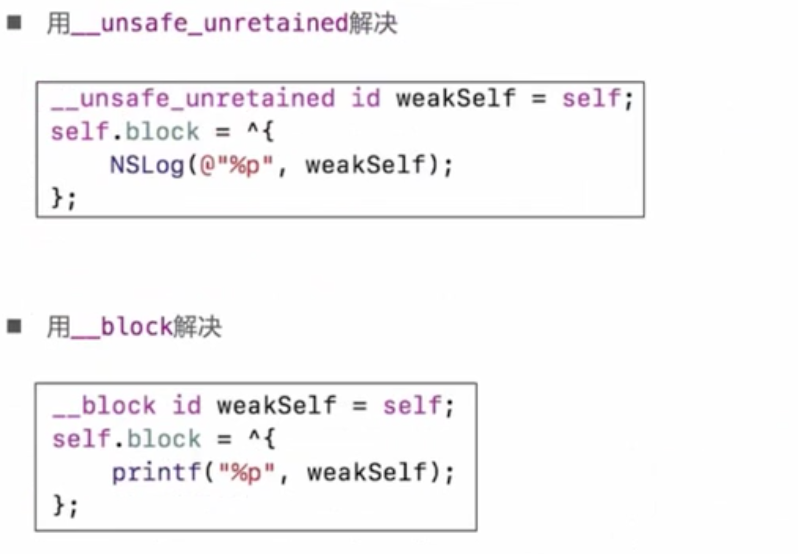 用__unsafe_unretained解决
__unsafe_unretained id weakSelf = self;
self.block = ^{
    NSLog(@"%p", weakSelf);
};
用__block解决
__block id weakSelf = self;
self.block = ^{
    printf("%p", weakSelf);
};